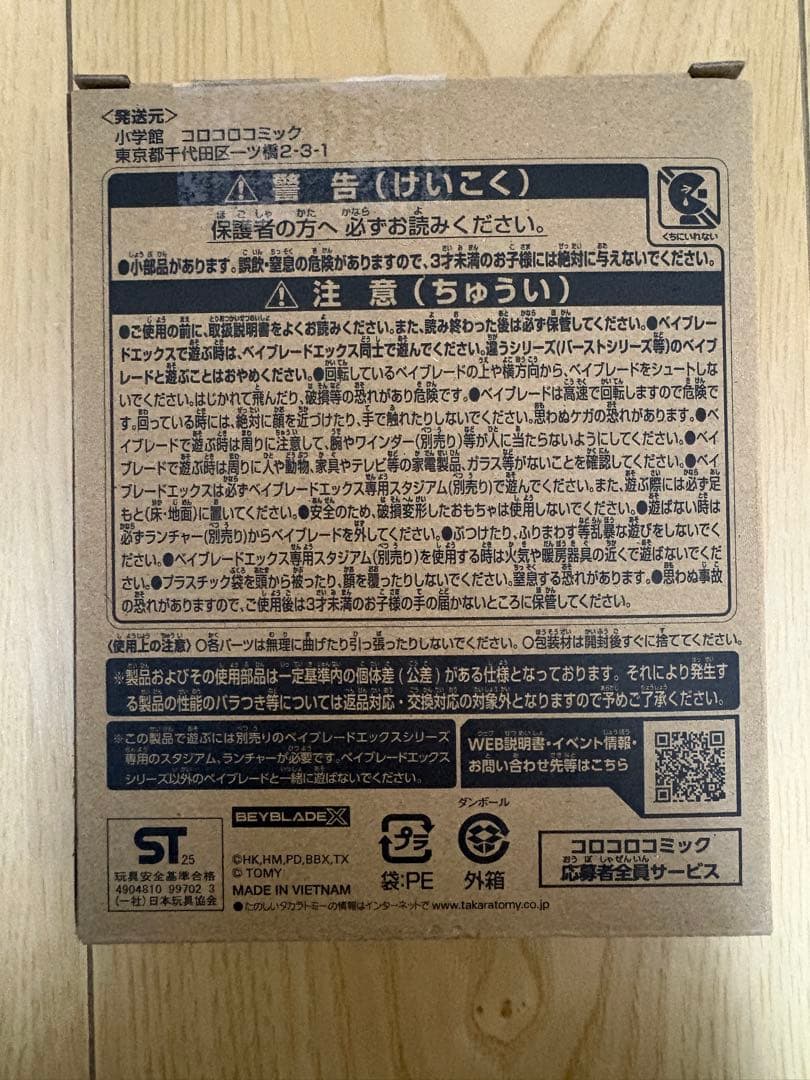 <発送元>
小学館 コロコロコミック
東京都千代田区一ツ橋2-3-1
警告(けいこく)
くちにいれない
保護者の方へ 必ずお読みください。
●小部品があります。誤飲・窒息の危険がありますので、3才未満のお子様には絶対に与えないでください。
注意(ちゅうい)
●ご使用の前に、取扱説明書をよくお読みください。また、読み終わった後は必ず保管してください。●ベイブレー
ドエックスで遊ぶ時は、ベイブレードエックス同士で遊んでください。違うシリーズ(バーストシリーズ等)のベイブ
レードと遊ぶことはおやめください。●回転しているベイブレードの上や横方向から、ベイブレードをシュートしな
いでください。はじかれて飛んだり、破損等の恐れがあり危険です。●ベイブレードは高速で回転しますので危険で
す。回っている時には、絶対に顔を近づけたり、手で触れたりしないでください。思わぬケガの恐れがあります。●ベ
イブレードで遊ぶ時は周りに注意して、腕やワインダー(別売り)等が人に当たらないようにしてください。●ベイブ
レードで遊ぶ時は周りに人や動物、家具やテレビ等の家電製品、ガラス等がないことを確認してください。●ベイ
ブレードエックスは必ずベイブレードエックス専用スタジアム(別売り)で遊んでください。また、遊ぶ際には必ず足
もと(床・地面)に置いてください。●安全のため、破損変形したおもちゃは使用しないでください。●遊ばない時は
必ずランチャー(別売り)からベイブレードを外してください。●ぶつけたり、ふりまわす等乱暴な遊びをしないでく
ださい。●ベイブレードエックス専用スタジアム(別売り)を使用する時は火気や暖房器具の近くで遊ばないでくだ
さい。●プラスチック袋を頭から被ったり、顔を覆ったりしないでください。窒息する恐れがあります。●思わぬ事故
の恐れがありますので、ご使用後は3才未満のお子様の手の届かないところに保管してください。
〈使用上の注意〉○各パーツは無理に曲げたり引っ張ったりしないでください。○包装材は開封後すぐに捨ててください。
※製品およびその使用部品は一定基準内の個体差(公差)がある仕様となっております。それにより発生す
る製品の性能のバラつき等については返品対応・交換対応の対象外となりますので予めご了承ください。
※この製品で遊ぶには別売りのベイブレードエックスシリーズ
専用のスタジアム、ランチャーが必要です。ベイブレードエックス
シリーズ以外のベイブレードと一緒に遊ばないでください。
WEB説明書・イベント情報・
お問い合わせ先等はこちら
ST 25
玩具安全基準合格
4904810 99702 3
(一社)日本玩具協会
BEYBLADE X
©HK,HM,PD,BBX,TX
© TOMY
MADE IN VIETNAM
●たのしいタカラトミーの情報はインターネットで www.takaratomy.co.jp
プラ
袋:PE
ダンボール
外箱
コロコロコミック
応募者全員サービス